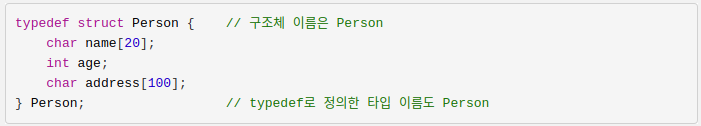 typedef struct Person {    // 구조체 이름은 Person
    char name[20];
    int age;
    char address[100];
} Person;                  // typedef로 정의한 타입 이름도 Person